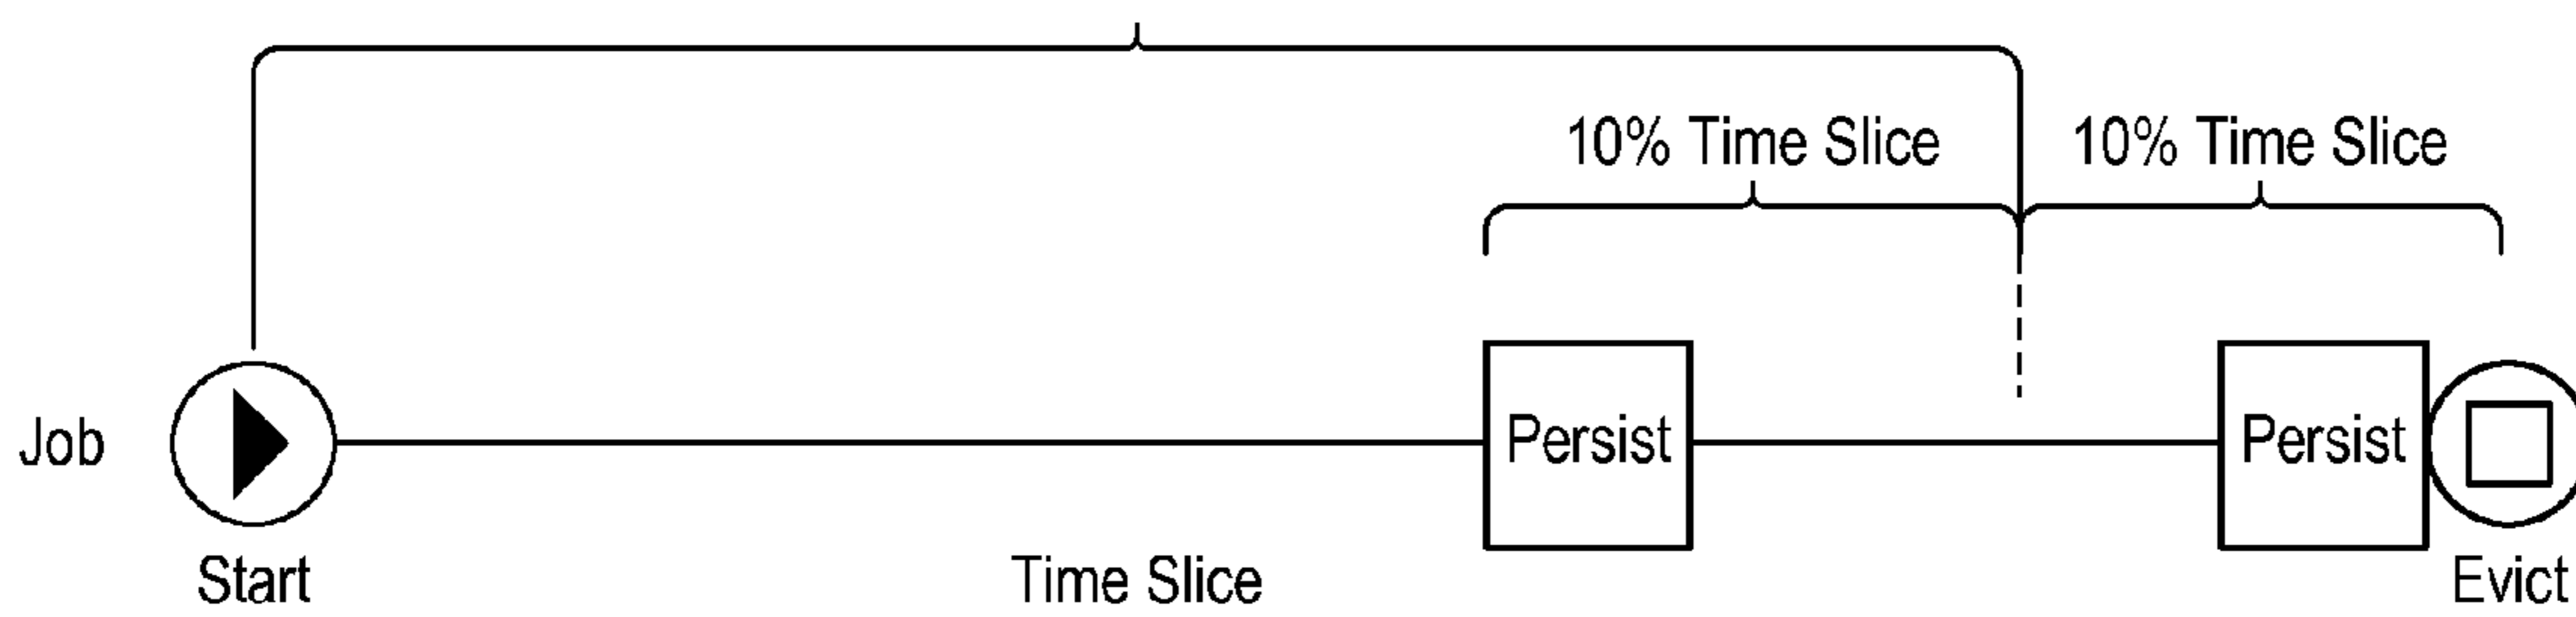 10% Time Slice
10% Time Slice
Job
Persist
Persist
Start
Time Slice
Evict